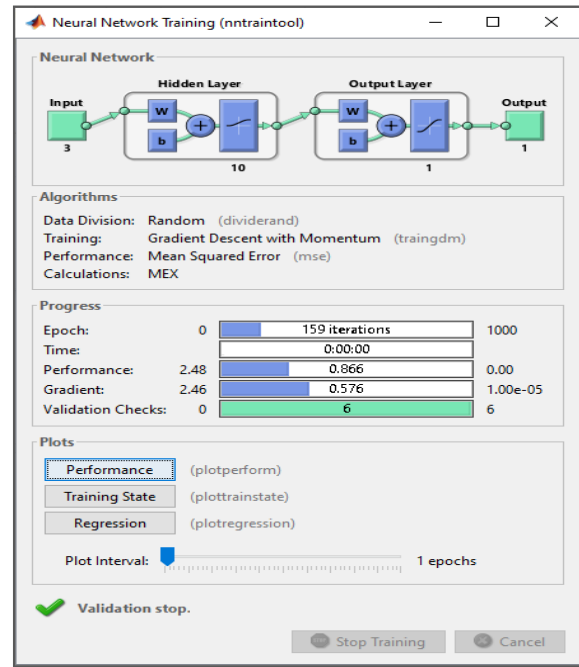 Neural Network Training (nntraintool)
Neural Network
Hidden Layer
Output Layer
Input
W
b
W
b
Output
3
10
1
1
Algorithms
Data Division: Random (dividerand)
Training: Gradient Descent with Momentum (traingdm)
Performance: Mean Squared Error (mse)
Calculations: MEX
Progress
Epoch: 0 159 iterations 1000
Time: 0:00:00
Performance: 2.48 0.866 0.00
Gradient: 2.46 0.576 1.00e-05
Validation Checks: 0 6 6
Plots
Performance (plotperform)
Training State (plottrainstate)
Regression (plotregression)
Plot Interval: 1 epochs
Validation stop.
Stop Training Cancel